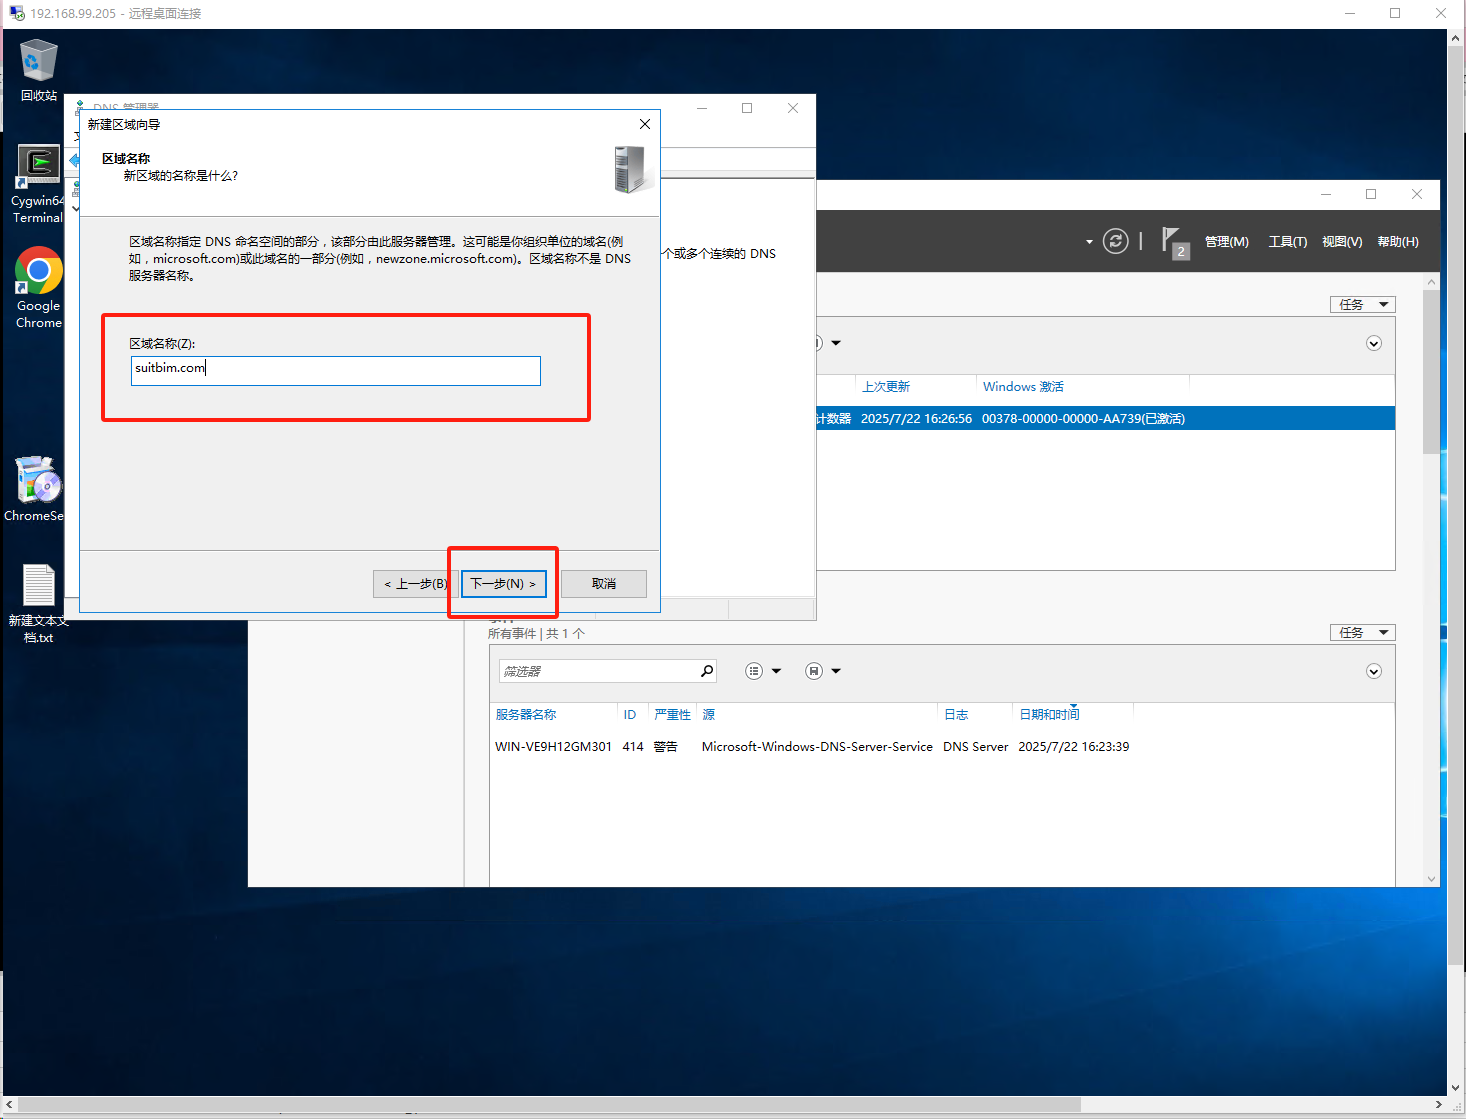 192.168.99.205 - 远程桌面连接
回收站
Cygwin64
Terminal
Google
Chrome
ChromeSe
新建文本文
档.txt
DNS 管理器
新建区域向导
区域名称
新区域的名称是什么?
区域名称指定 DNS 命名空间的部分，该部分由此服务器管理。这可能是你组织单位的域名(例
如，microsoft.com)或此域名的一部分(例如，newzone.microsoft.com)。区域名称不是 DNS
服务器名称。
区域名称(Z):
suitbim.com
< 上一步(B)
下一步(N) >
取消
个或多个连续的 DNS
2
管理(M)
工具(T)
视图(V)
帮助(H)
任务
上次更新
Windows 激活
计数器
2025/7/22 16:26:56
00378-00000-00000-AA739(已激活)
事件
所有事件 | 共 1 个
任务
筛选器
服务器名称
ID
严重性
源
日志
日期和时间
WIN-VE9H12GM301
414
警告
Microsoft-Windows-DNS-Server-Service
DNS Server
2025/7/22 16:23:39